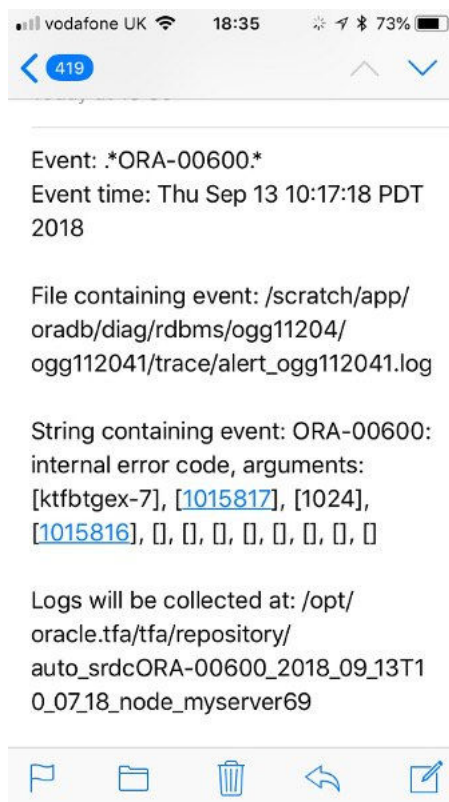 vodafone UK 18:35 73%
419
Event: .*ORA-00600.*
Event time: Thu Sep 13 10:17:18 PDT
2018
File containing event: /scratch/app/
oradb/diag/rdbms/ogg11204/
ogg112041/trace/alert_ogg112041.log
String containing event: ORA-00600:
internal error code, arguments:
[ktfbtgex-7], [1015817], [1024],
[1015816], [], [], [], [], [], [], [], []
Logs will be collected at: /opt/
oracle.tfa/tfa/repository/
auto_srdcORA-00600_2018_09_13T1
0_07_18_node_myserver69